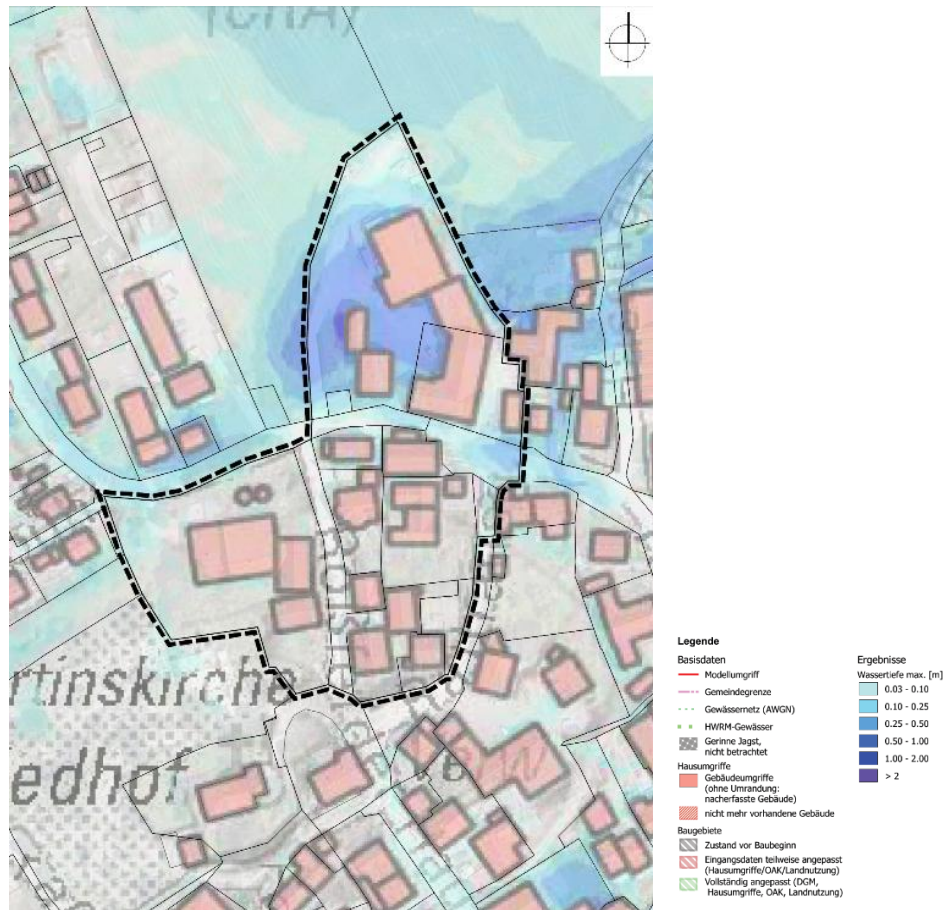 rtinskirche
edhof
Legende
Basisdaten
Modellumgriff
Gemeindegrenze
Gewässernetz (AWGN)
HWRM-Gewässer
Gerinne Jagst,
nicht betrachtet
Hausumgriffe
Gebäudeumgriffe
(ohne Umrandung:
nacherfasste Gebäude)
nicht mehr vorhandene Gebäude
Baugebiete
Zustand vor Baubeginn
Eingangsdaten teilweise angepasst
(Hausumgriffe/OAK/Landnutzung)
Vollständig angepasst (DGM,
Hausumgriffe, OAK, Landnutzung)
Ergebnisse
Wassertiefe max. [m]
0.03 - 0.10
0.10 - 0.25
0.25 - 0.50
0.50 - 1.00
1.00 - 2.00
> 2